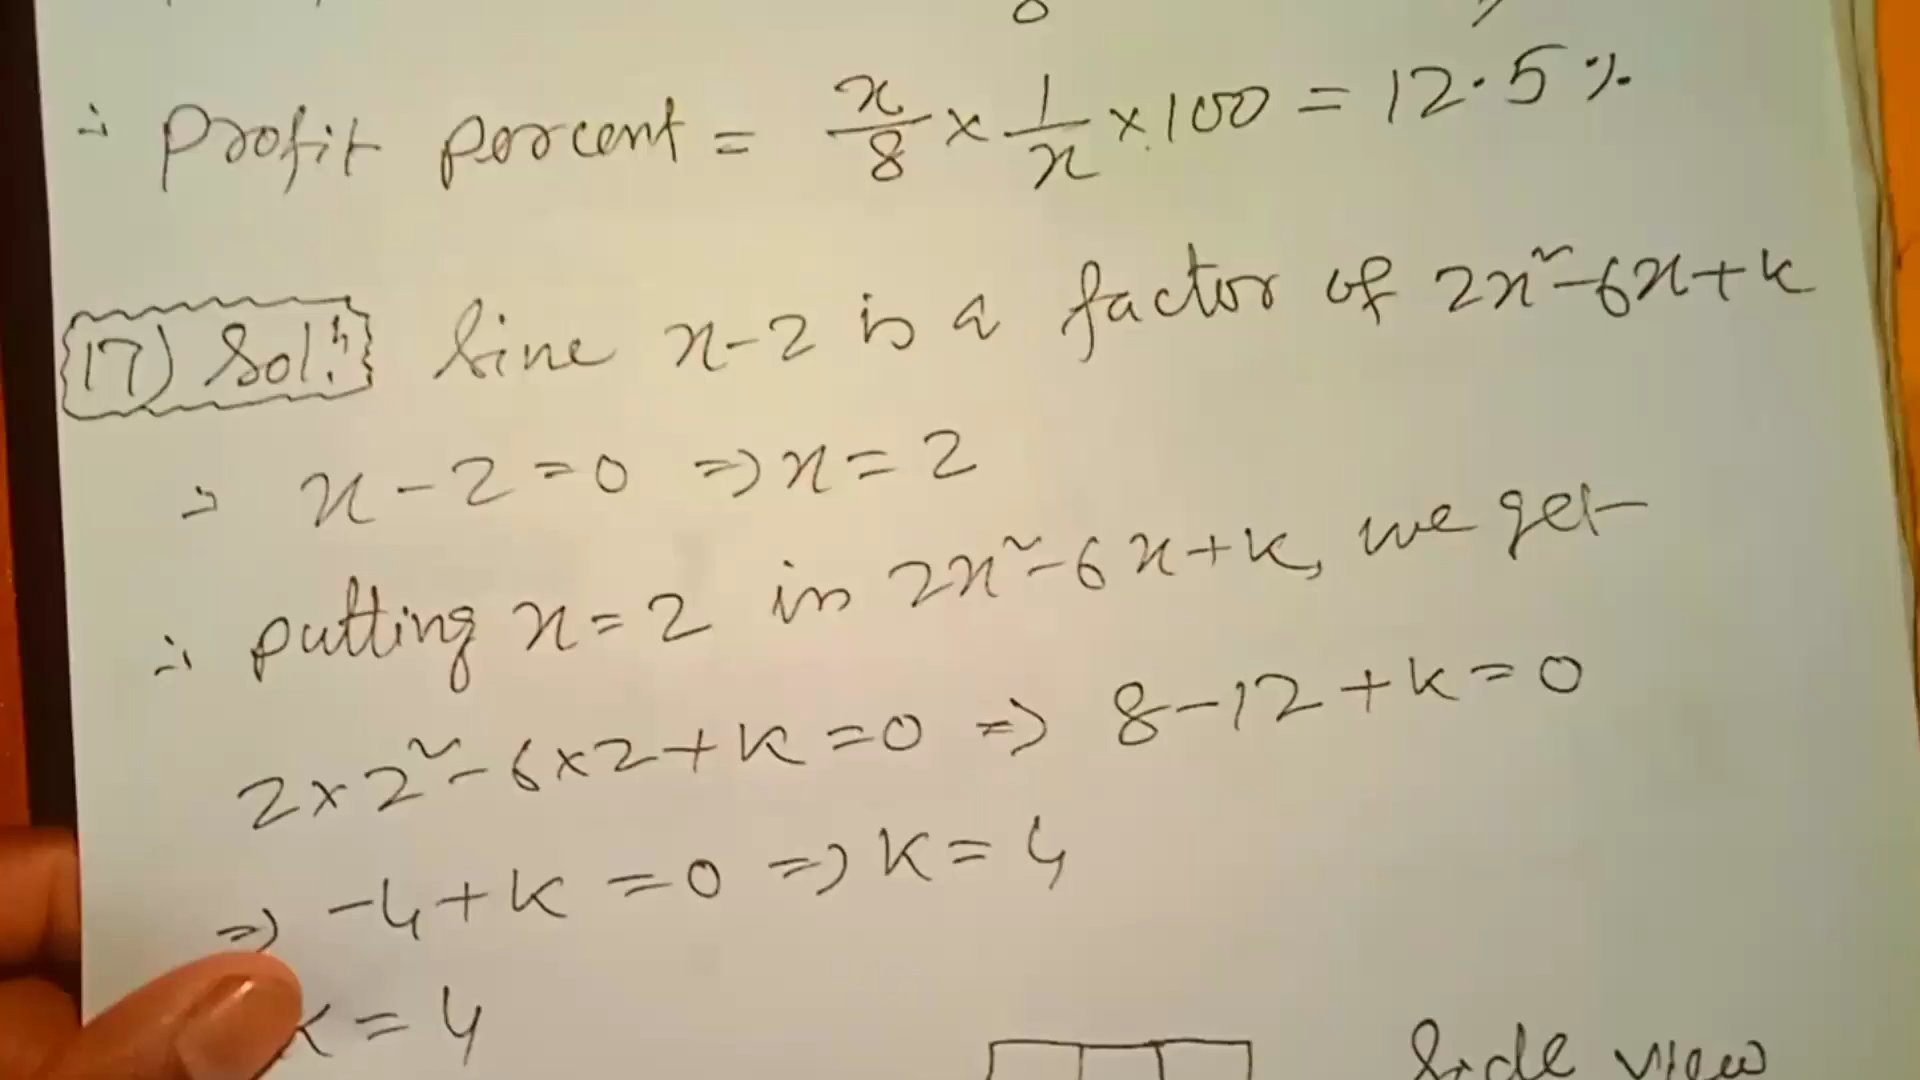 ∴ Profit percent = x/8 × 1/x × 100 = 12.5%
17) Sol.ⁿ Sine x-2 is a factor of 2x²-6x+k
∴ x-2=0 ⇒ x=2
∴ putting x=2 in 2x²-6x+k, we get
2×2²-6×2+k=0 ⇒ 8-12+k=0
⇒ -4+k=0 ⇒ k=4
k=4
Side view